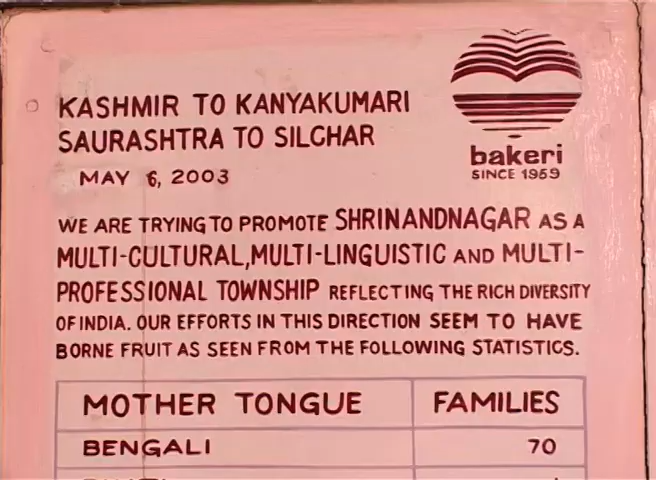 KASHMIR TO KANYAKUMARI
SAURASHTRA TO SILCHAR
MAY 6, 2003
bakeri
SINCE 1959
WE ARE TRYING TO PROMOTE SHRINANDNAGAR AS A
MULTI-CULTURAL, MULTI-LINGUISTIC AND MULTI-
PROFESSIONAL TOWNSHIP REFLECTING THE RICH DIVERSITY
OF INDIA. OUR EFFORTS IN THIS DIRECTION SEEM TO HAVE
BORNE FRUIT AS SEEN FROM THE FOLLOWING STATISTICS.
MOTHER TONGUE FAMILIES
BENGALI 70